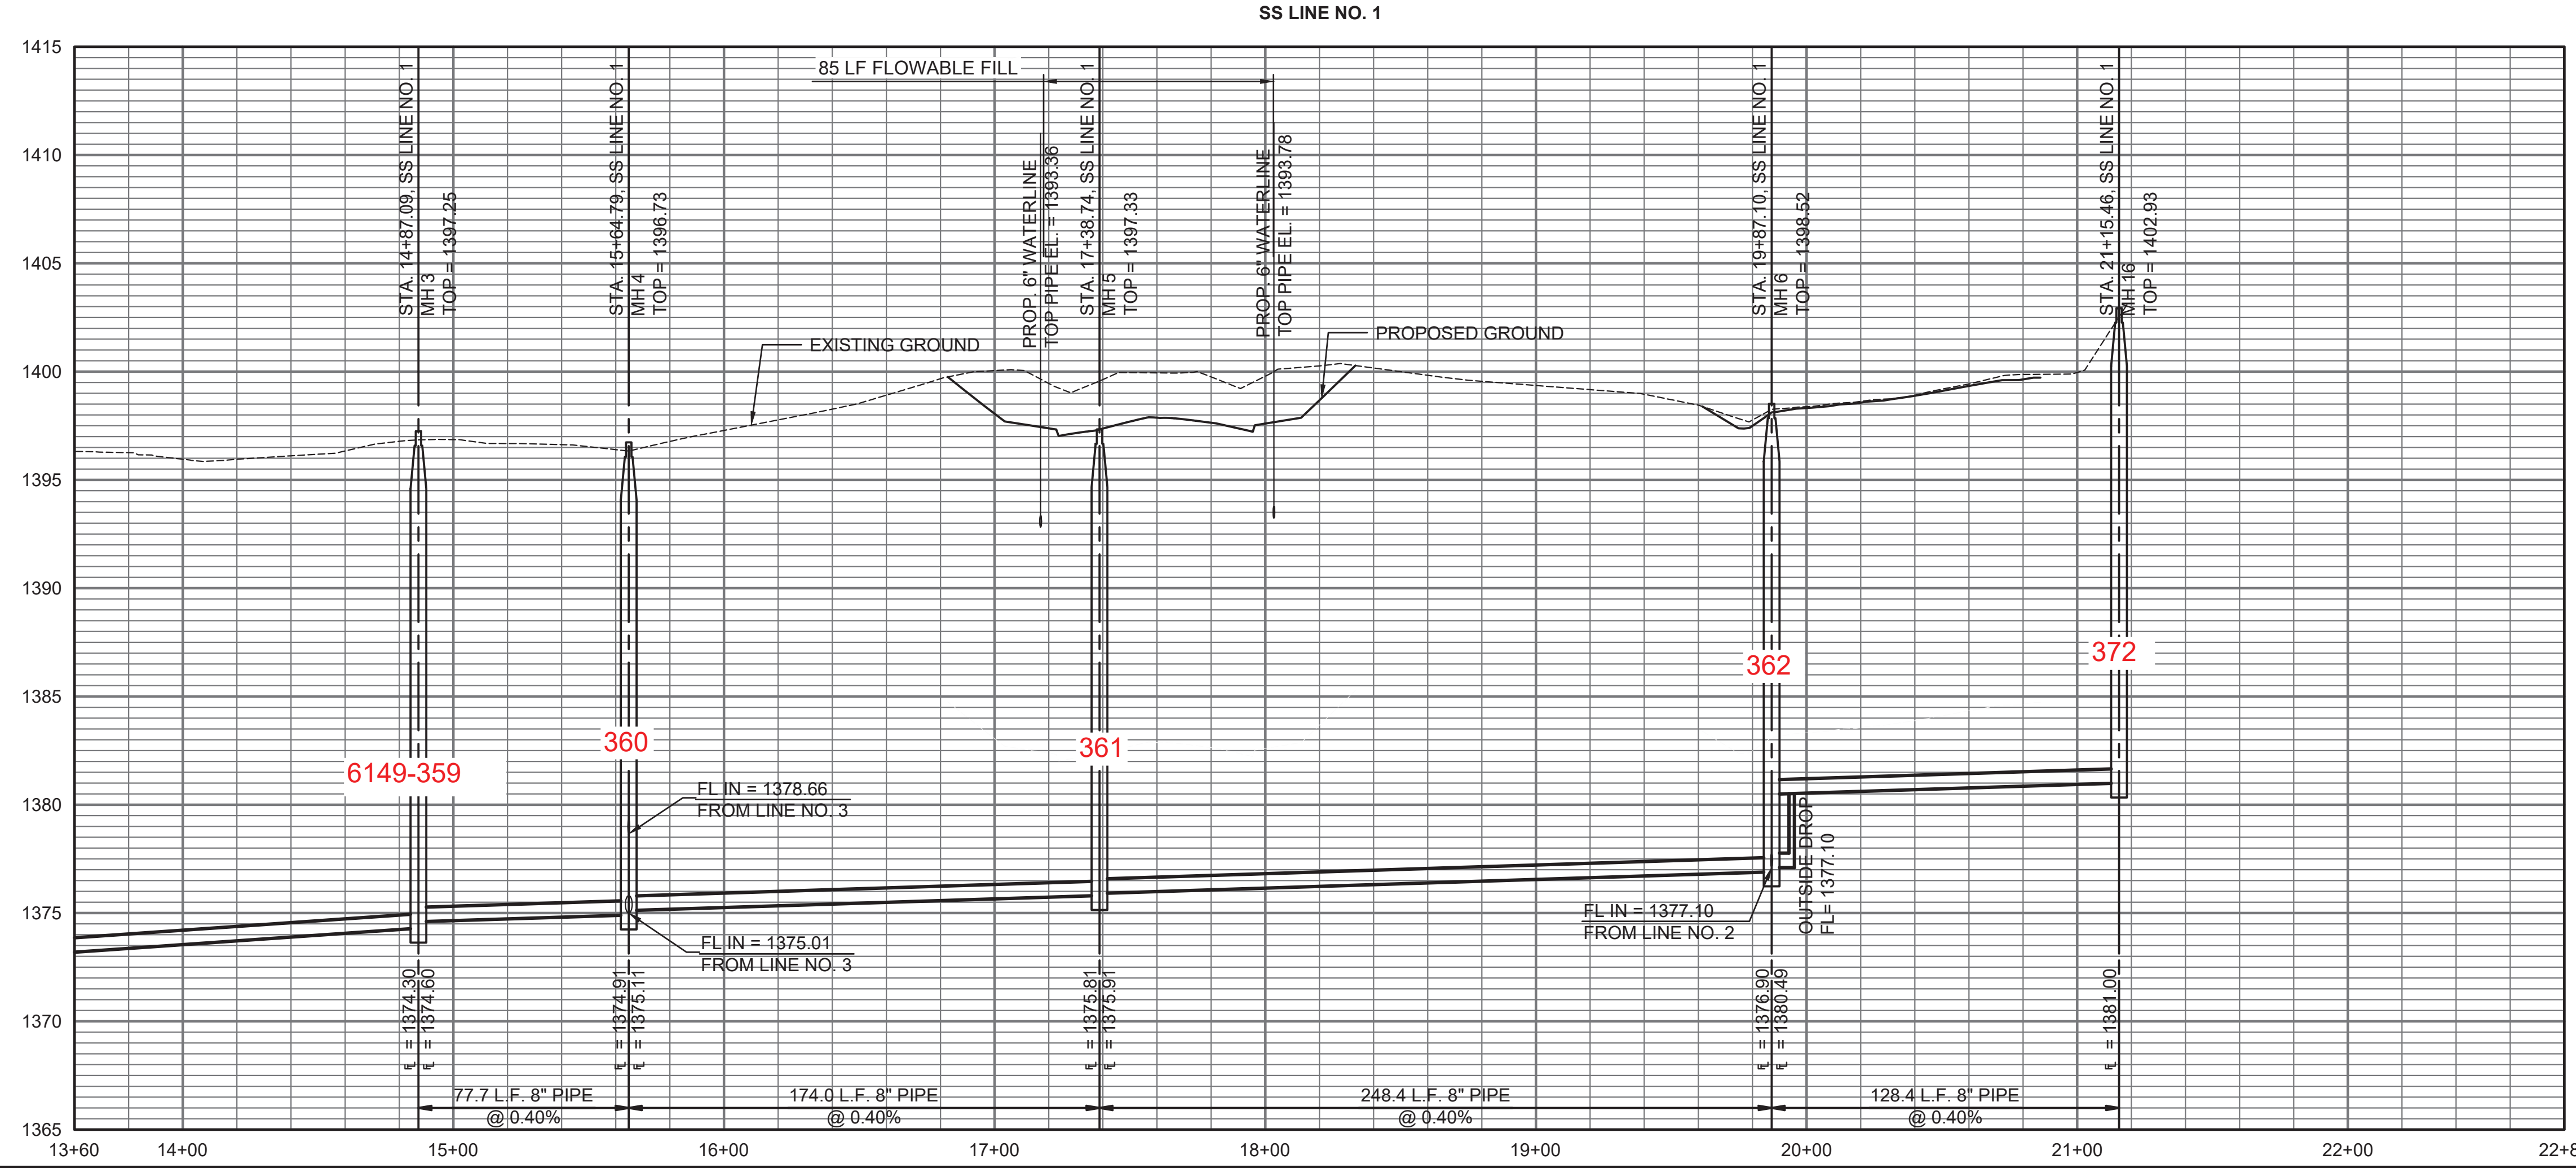 SS LINE NO. 1
1415
1410
1405
1400
1395
1390
1385
1380
1375
1370
1365
STA. 14+87.09, SS LINE NO. 1
MH 3
TOP = 1397.25
STA. 15+64.79, SS LINE NO. 1
MH 4
TOP = 1396.73
85 LF FLOWABLE FILL
PROP. 6" WATERLINE
TOP PIPE EL. = 1393.36
STA. 17+38.74, SS LINE NO. 1
MH 5
TOP = 1397.33
PROP. 6" WATERLINE
TOP PIPE EL. = 1393.78
STA. 19+87.10, SS LINE NO. 1
MH 6
TOP = 1398.52
STA. 21+15.46, SS LINE NO. 1
MH 16
TOP = 1402.93
EXISTING GROUND
PROPOSED GROUND
6149-359
360
361
362
372
FL IN = 1378.66
FROM LINE NO. 3
FL IN = 1375.01
FROM LINE NO. 3
FL IN = 1377.10
FROM LINE NO. 2
OUTSIDE DROP
FL= 1377.10
FL = 1374.30
FL = 1374.60
FL = 1374.91
FL = 1375.11
FL = 1375.81
FL = 1375.91
FL = 1376.90
FL = 1380.49
FL = 1381.00
77.7 L.F. 8" PIPE
@ 0.40%
174.0 L.F. 8" PIPE
@ 0.40%
248.4 L.F. 8" PIPE
@ 0.40%
128.4 L.F. 8" PIPE
@ 0.40%
13+60 14+00 15+00 16+00 17+00 18+00 19+00 20+00 21+00 22+00 22+8